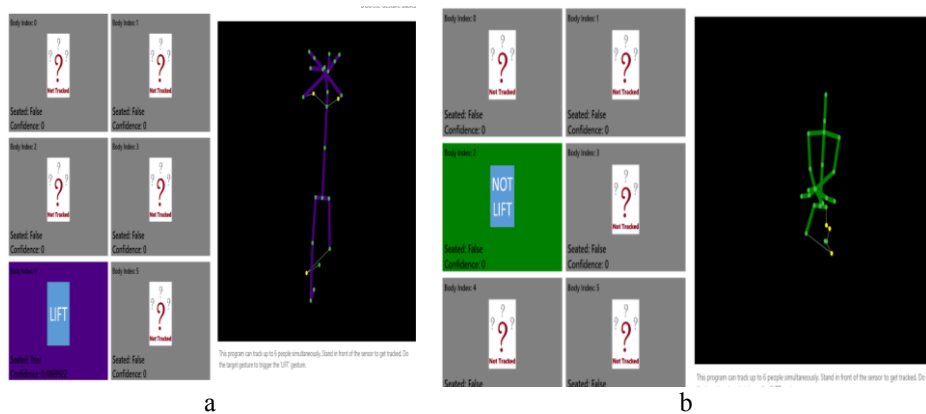 Body Index: 0
Not Tracked
Seated: False
Confidence: 0
Body Index: 1
Not Tracked
Seated: False
Confidence: 0
Body Index: 2
Not Tracked
Seated: False
Confidence: 0
Body Index: 3
Not Tracked
Seated: False
Confidence: 0
Body Index: 4
LIFT
Seated: True
Confidence:
Body Index: 5
Not Tracked
Seated: False
Confidence: 0
This program can track up to 6 people simultaneously. Stand in front of the sensor to get tracked. Do
the target gesture to trigger the 'Lift' gesture.
a
Body Index: 0
Not Tracked
Seated: False
Confidence: 0
Body Index: 1
Not Tracked
Seated: False
Confidence: 0
Body Index: 2
NOT
LIFT
Seated: False
Confidence: 0
Body Index: 3
Not Tracked
Seated: False
Confidence: 0
Body Index: 4
Not Tracked
Body Index: 5
Not Tracked
This program can track up to 6 people simultaneously. Stand in front of the sensor to get tracked. Do
b